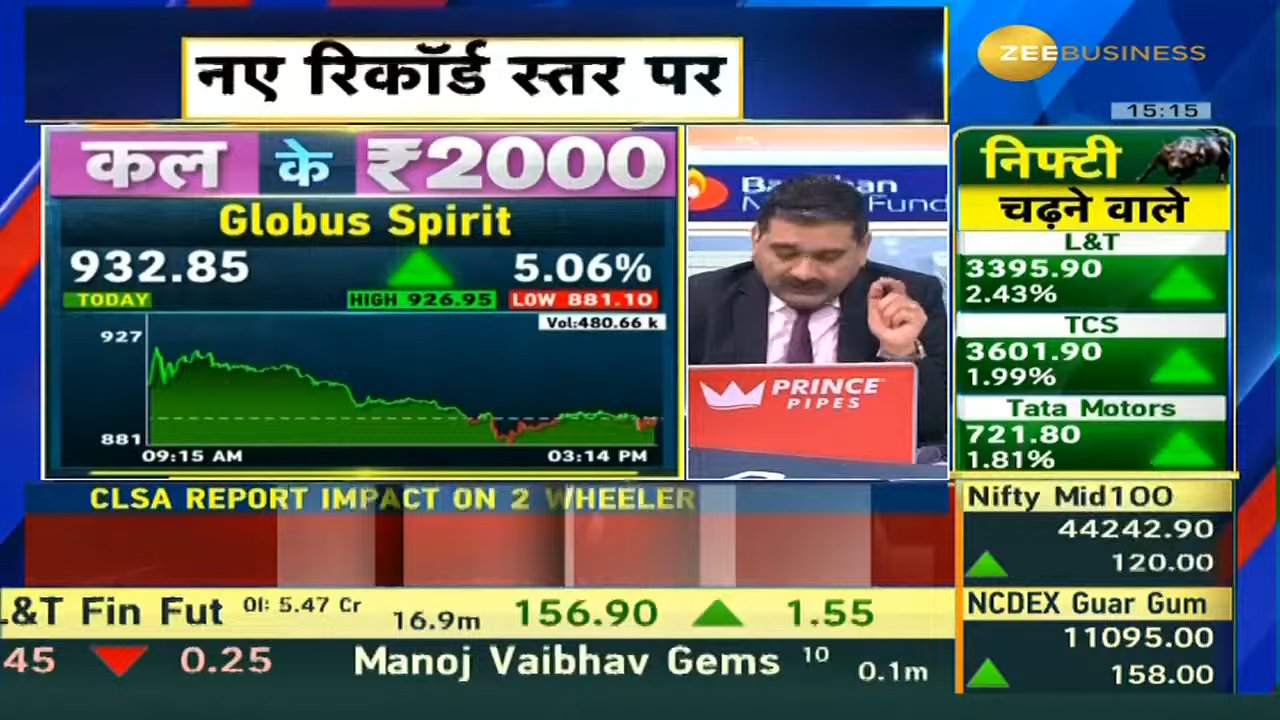 नए रिकॉर्ड स्तर पर
ZEEBUSINESS
15:15
कल के ₹2000
Globus Spirit
932.85 5.06%
TODAY HIGH 926.95 LOW 881.10
Vol:480.66 k
927
881
09:15 AM 03:14 PM
Fund
PRINCE
PIPES
निफ्टी
चढ़ने वाले
L&T
3395.90
2.43%
TCS
3601.90
1.99%
Tata Motors
721.80
1.81%
CLSA REPORT IMPACT ON 2 WHEELER
Nifty Mid100
44242.90
120.00
NCDEX Guar Gum
11095.00
158.00
L&T Fin Fut OI: 5.47 Cr 16.9m 156.90 1.55
45 0.25 Manoj Vaibhav Gems 10 0.1m